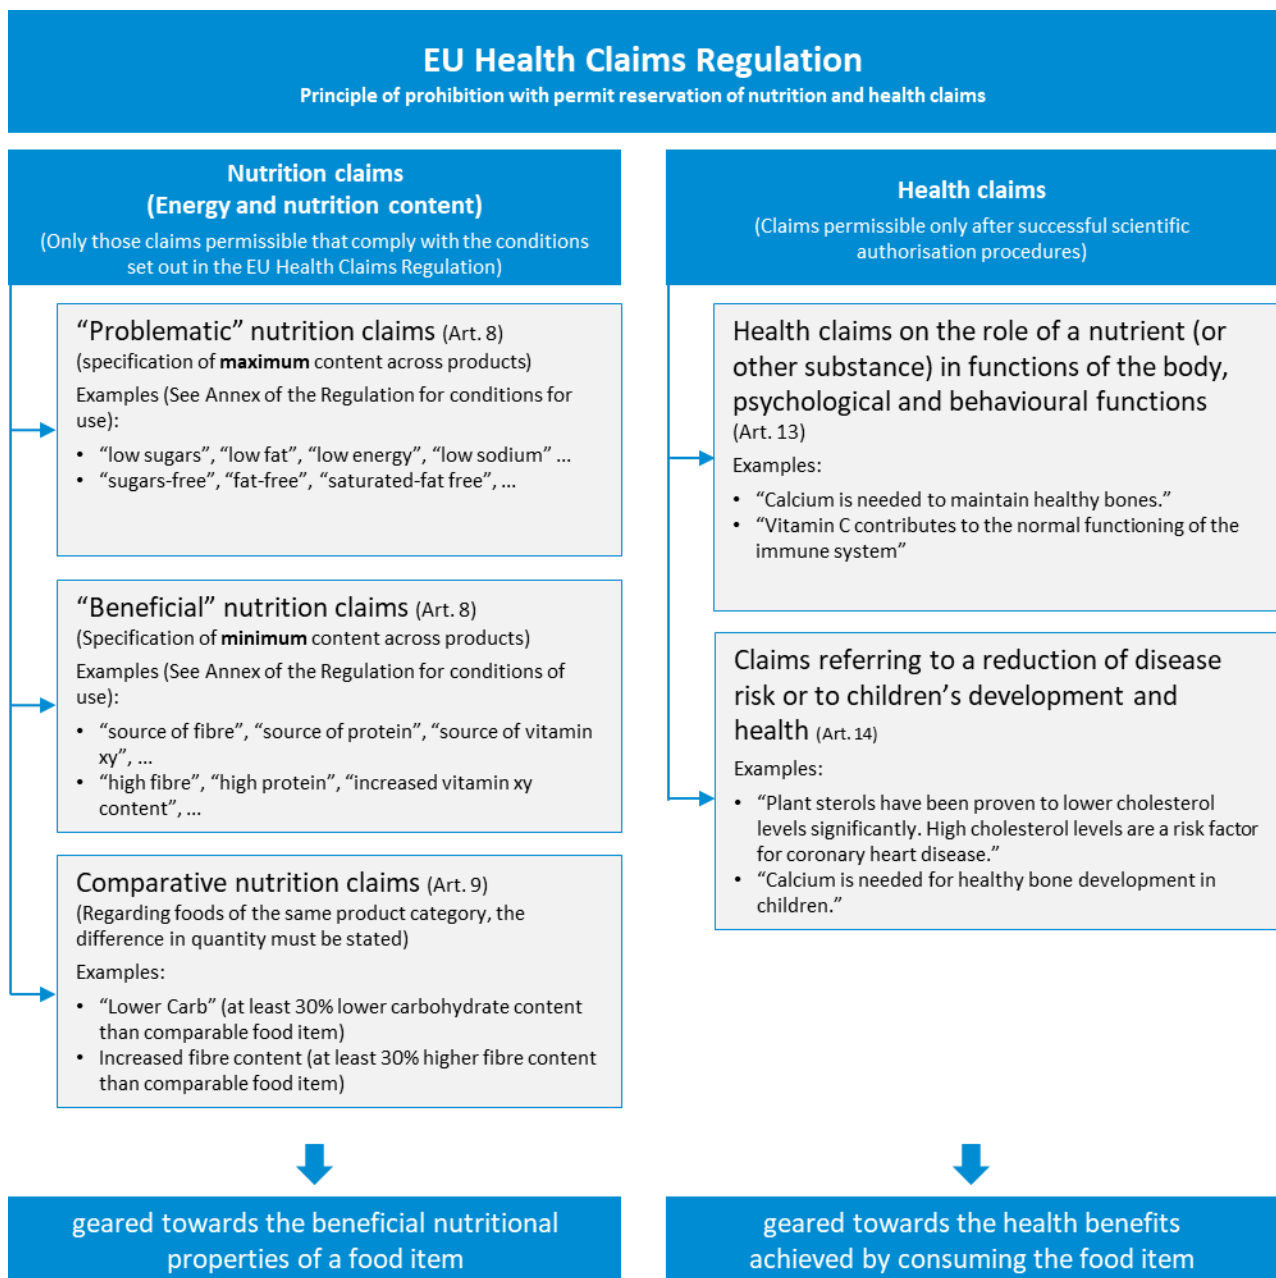 EU Health Claims Regulation
Principle of prohibition with permit reservation of nutrition and health claims
Nutrition claims
(Energy and nutrition content)
(Only those claims permissible that comply with the conditions
set out in the EU Health Claims Regulation)
“Problematic” nutrition claims (Art. 8)
(specification of maximum content across products)
Examples (See Annex of the Regulation for conditions for
use):
• “low sugars”, “low fat”, “low energy”, “low sodium” ...
• “sugars-free”, “fat-free”, “saturated-fat free”, ...
“Beneficial” nutrition claims (Art. 8)
(Specification of minimum content across products)
Examples (See Annex of the Regulation for conditions of
use):
• “source of fibre”, “source of protein”, “source of vitamin
xy”, ...
• “high fibre”, “high protein”, “increased vitamin xy
content”, ...
Comparative nutrition claims (Art. 9)
(Regarding foods of the same product category, the
difference in quantity must be stated)
Examples:
• “Lower Carb” (at least 30% lower carbohydrate content
than comparable food item)
• Increased fibre content (at least 30% higher fibre content
than comparable food item)
geared towards the beneficial nutritional
properties of a food item
Health claims
(Claims permissible only after successful scientific
authorisation procedures)
Health claims on the role of a nutrient (or
other substance) in functions of the body,
psychological and behavioural functions
(Art. 13)
Examples:
• “Calcium is needed to maintain healthy bones.”
• “Vitamin C contributes to the normal functioning of the
immune system”
Claims referring to a reduction of disease
risk or to children’s development and
health (Art. 14)
Examples:
• “Plant sterols have been proven to lower cholesterol
levels significantly. High cholesterol levels are a risk factor
for coronary heart disease.”
• “Calcium is needed for healthy bone development in
children.”
geared towards the health benefits
achieved by consuming the food item